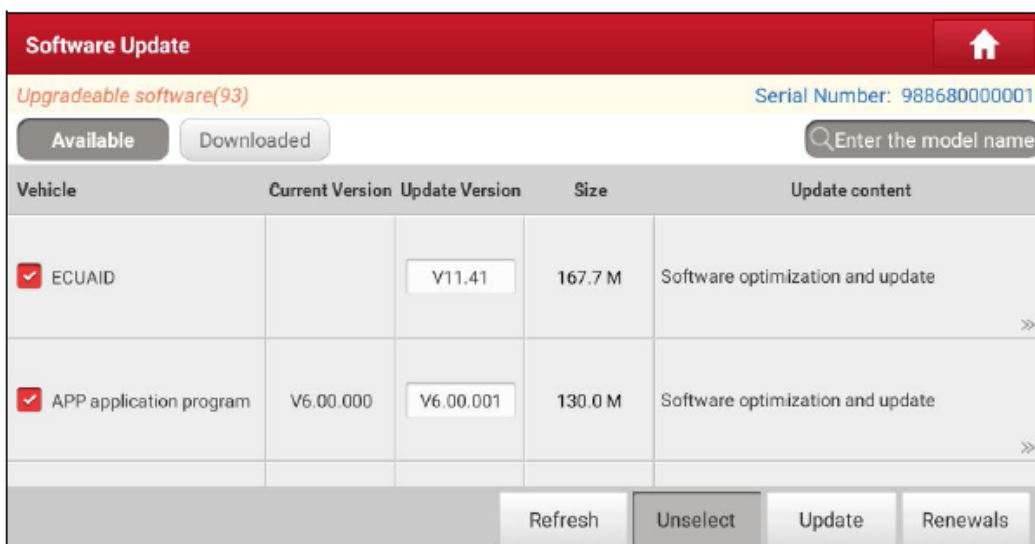 Software Update
Upgradeable software(93) Serial Number: 988680000001
Available Downloaded Enter the model name
Vehicle Current Version Update Version Size Update content
ECUAID V11.41 167.7 M Software optimization and update
APP application program V6.00.000 V6.00.001 130.0 M Software optimization and update
Refresh Unselect Update Renewals